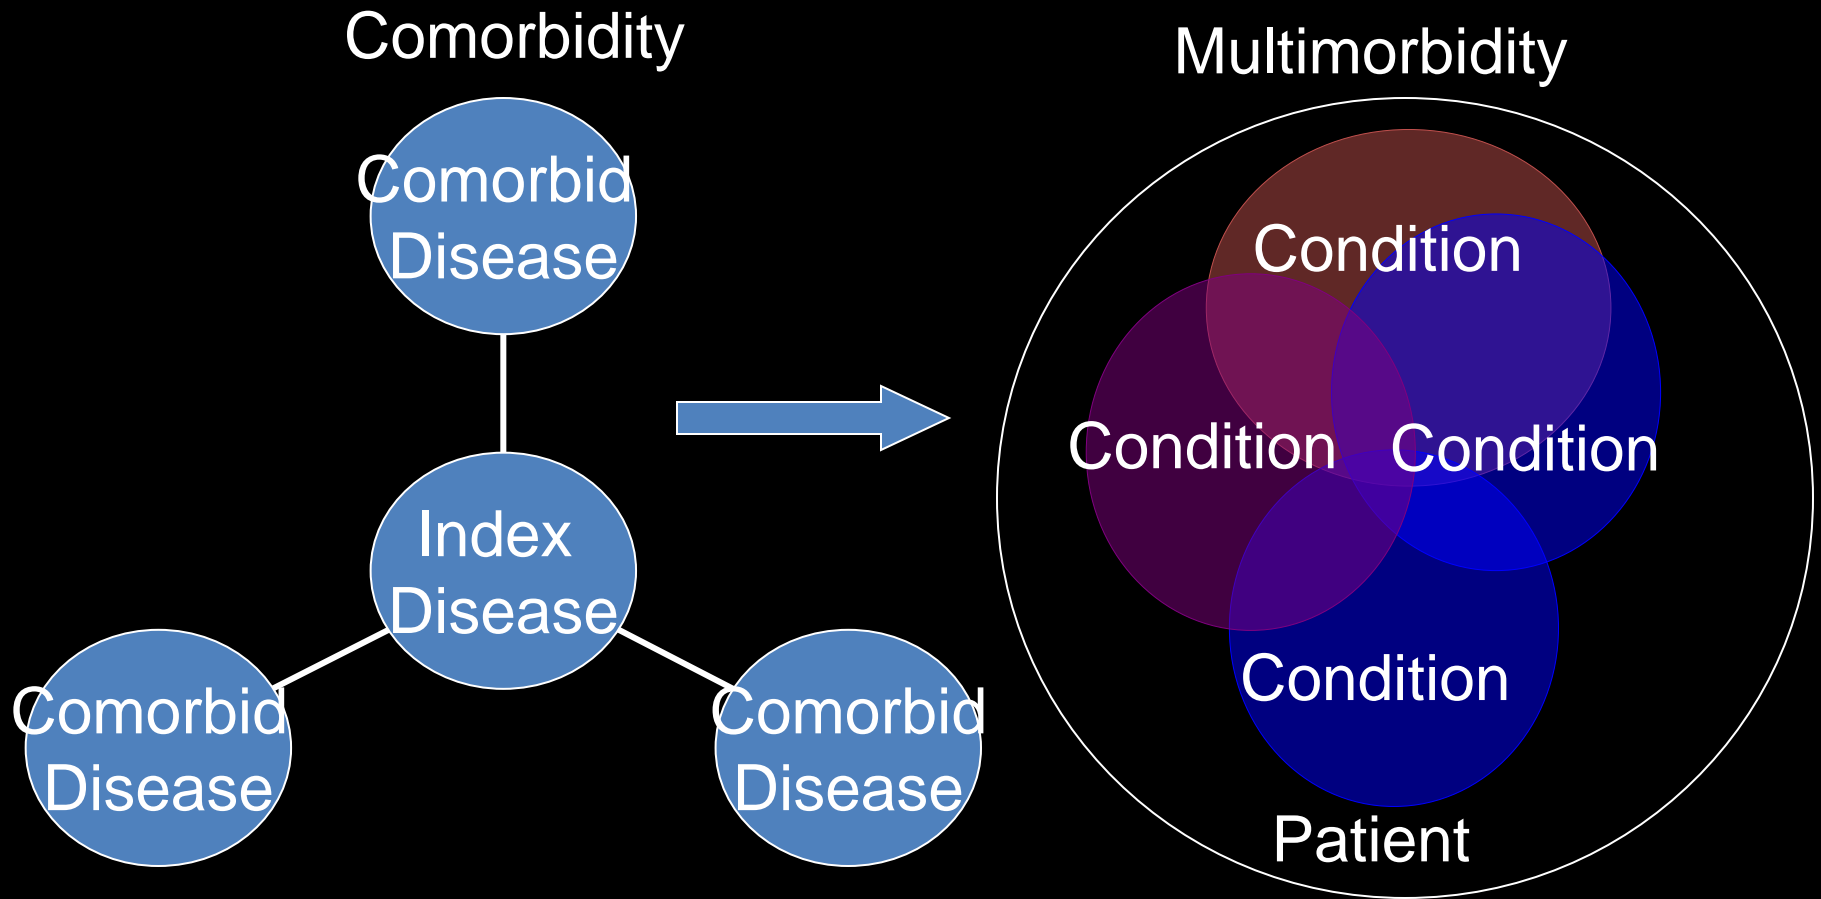 Comorbidity
Comorbid
Disease
Index
Disease
Comorbid
Disease
Comorbid
Disease
Multimorbidity
Condition
Condition
Condition
Condition
Patient